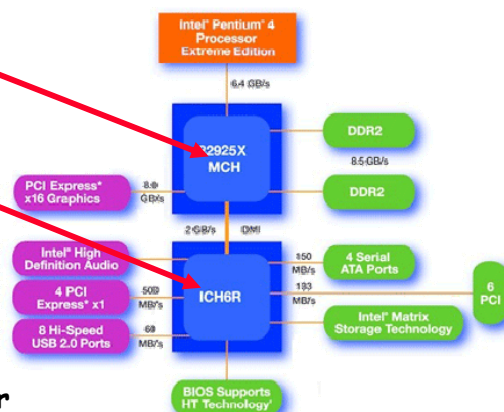 Intel® Pentium® 4
Processor
Extreme Edition
6.4 GB/s
82925X
MCH
DDR2
8.5 GB/s
DDR2
PCI Express*
x16 Graphics
8.0
GB/s
2 GB/s
DMI
Intel® High
Definition Audio
4 PCI
Express* x1
500
MB/s
8 Hi-Speed
USB 2.0 Ports
60
MB/s
ICH6R
150
MB/s
4 Serial
ATA Ports
133
MB/s
6
PCI
Intel® Matrix
Storage Technology
BIOS Supports
HT Technology¹
r